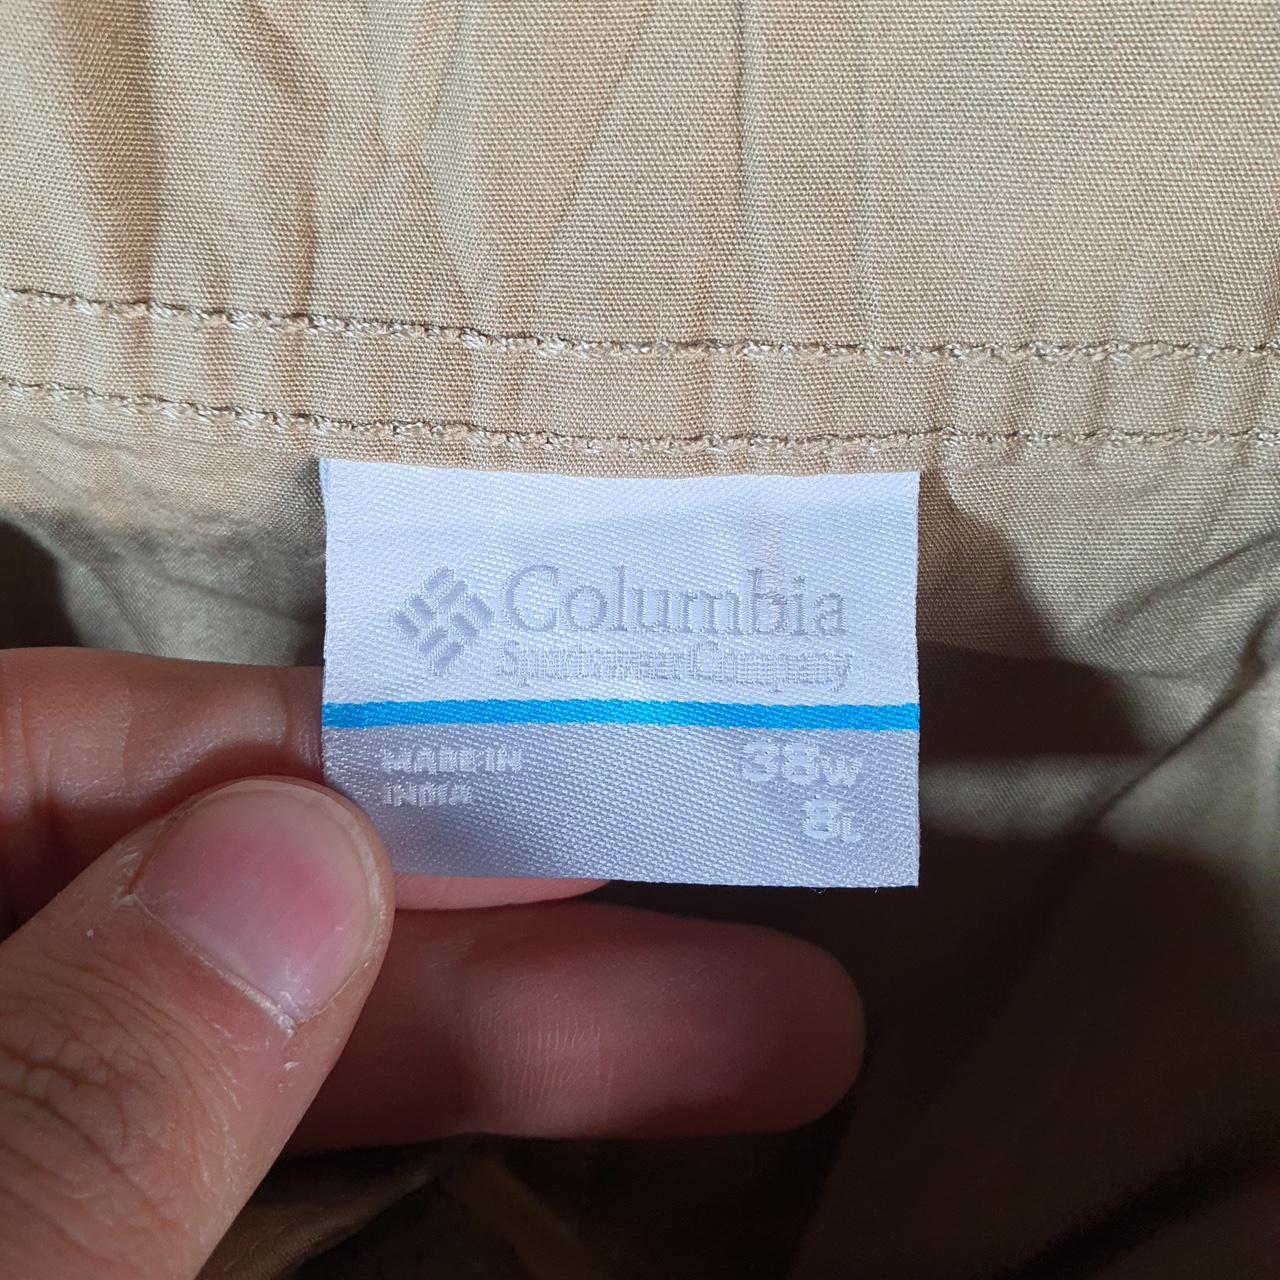 Columbia
Sportswear Company
MADE IN
INDIA
38W
8L